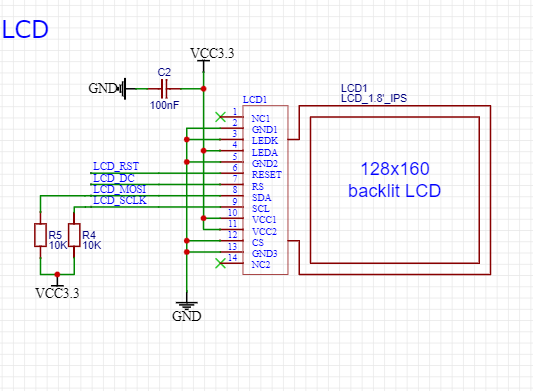 LCD
VCC3.3
C2
GND
100nF
LCD1
LCD1
LCD_1.8'_IPS
1 NC1
2 GND1
3 LEDK
4 LEDA
5 GND2
LCD_RST 6 RESET
LCD_DC 7 RS
LCD_MOSI 8 SDA
LCD_SCLK 9 SCL
10 VCC1
11 VCC2
12 CS
13 GND3
14 NC2
128x160
backlit LCD
R5
10K
R4
10K
VCC3.3
GND